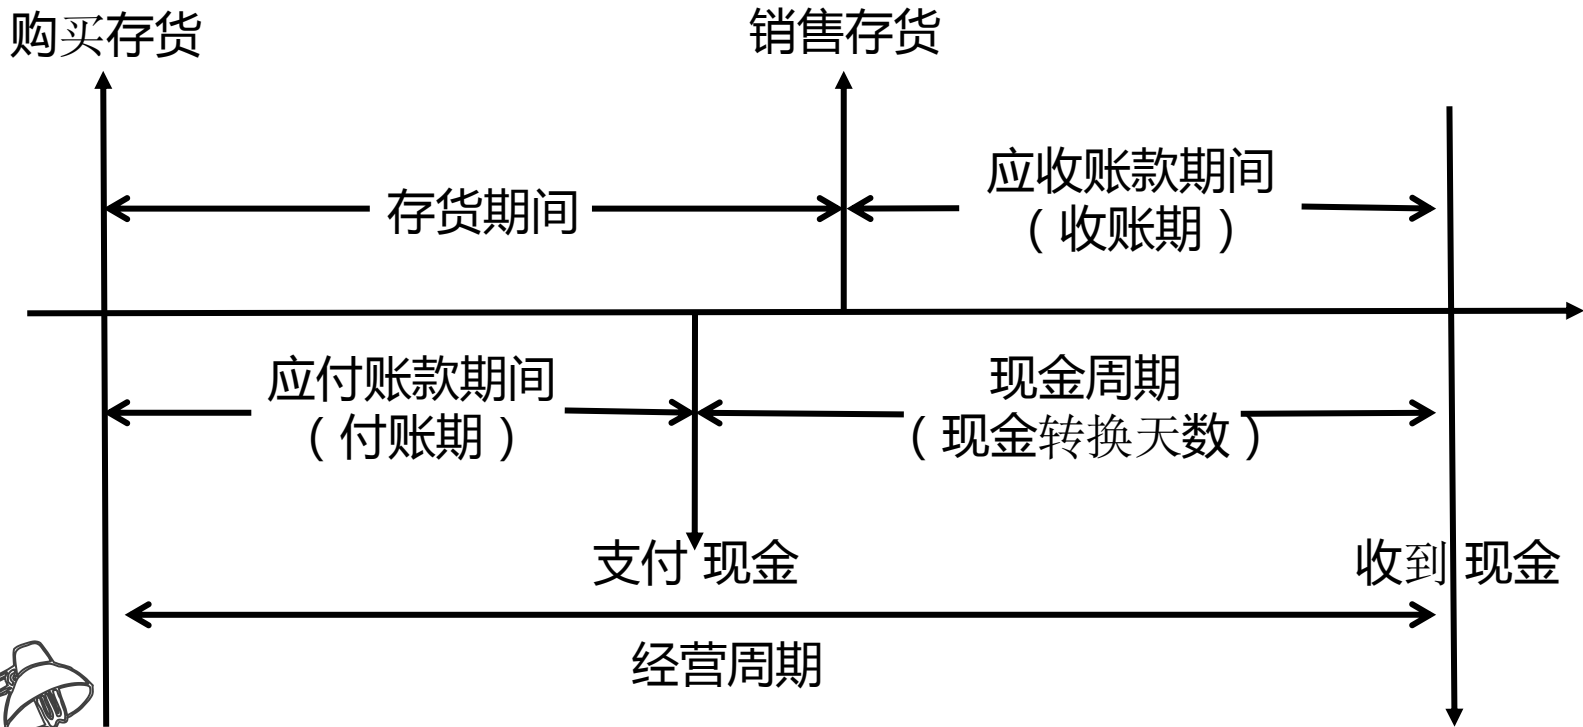 购买存货
销售存货
存货期间
应收账款期间
（收账期）
应付账款期间
（付账期）
现金周期
（现金转换天数）
支付 现金
收到 现金
经营周期